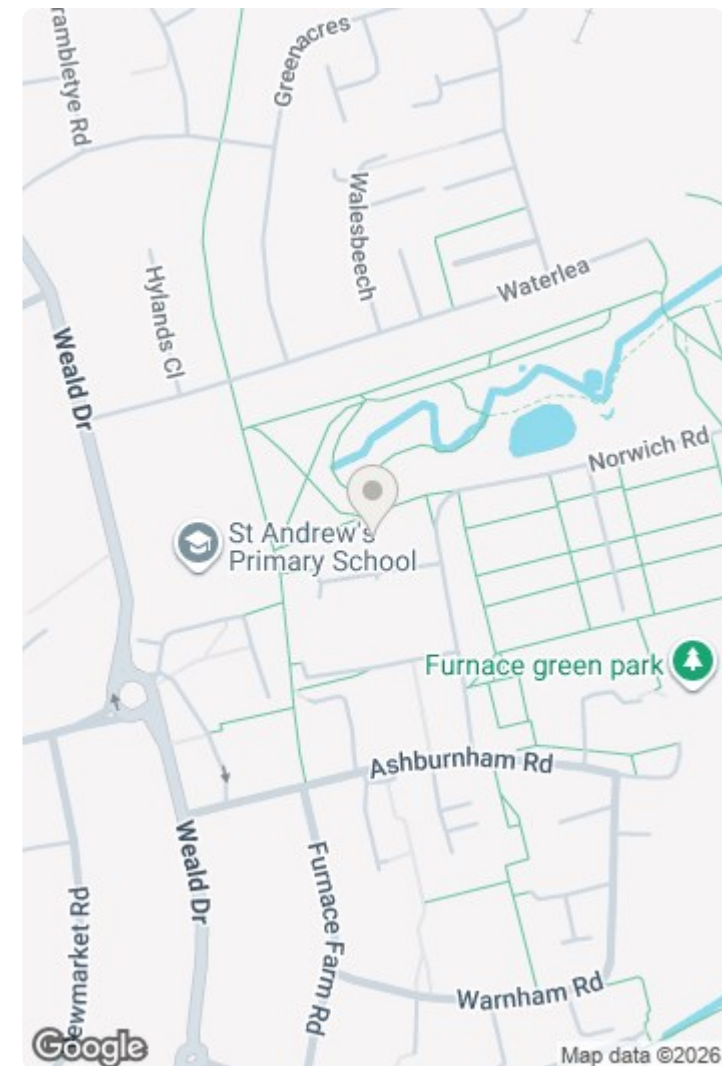 rambletye Rd
Greenacres
Walesbeech
Hylands Cl
Waterlea
Weald Dr
Norwich Rd
St Andrew's
Primary School
Furnace green park
Ashburnham Rd
Weald Dr
Furnace Farm Rd
ewmarket Rd
Warnham Rd
Google
Map data ©2026